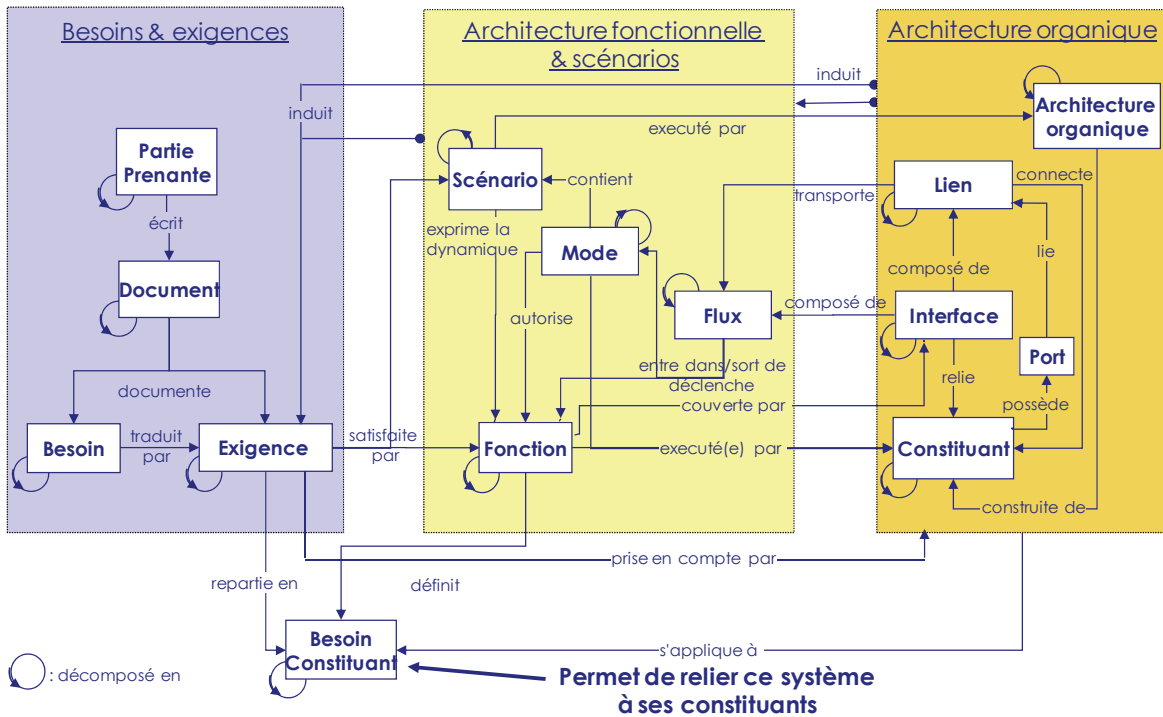 Besoins & exigences
Architecture fonctionnelle
& scénarios
Architecture organique
induit
induit
Architecture
organique
executé par
Partie
Prenante
Scénario
contient
Lien
connecte
transporte
écrit
exprime la
dynamique
Mode
lie
composé de
Document
autorise
Flux
composé de
Interface
Port
entre dans/sort de
déclenche
relie
documente
couverte par
possède
Besoin
traduit
par
Exigence
satisfaite
par
Fonction
executé(e) par
Constituant
construite de
prise en compte par
repartie en
définit
Besoin
Constituant
s'applique à
: décomposé en
Permet de relier ce système
à ses constituants